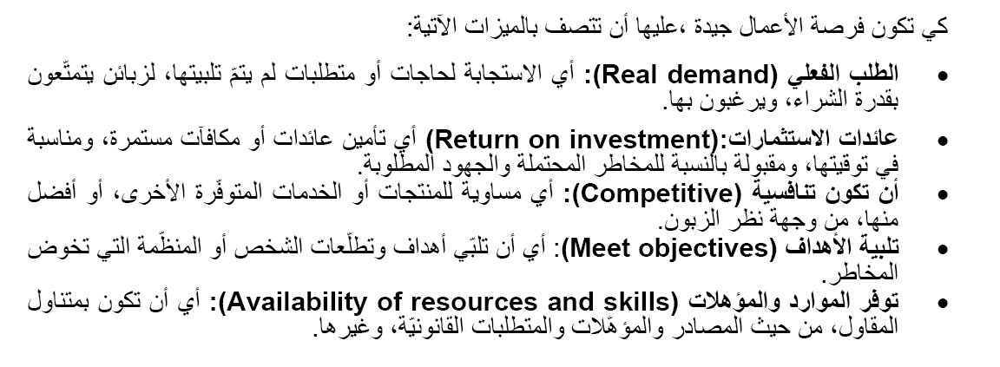 كي تكون فرصة الأعمال جيدة ،عليها أن تتصف بالميزات الآتية:
• الطلب الفعلي (Real demand): أي الاستجابة لحاجات أو متطلبات لم يتمّ تلبيتها، لزبائن يتمتّعون
بقدرة الشراء، ويرغبون بها.
• عائدات الاستثمارات:(Return on investment) أي تأمين عائدات أو مكافآت مستمرة، ومناسبة
في توقيتها، ومقبولة بالنسبة للمخاطر المحتملة والجهود المطلوبة.
• أن تكون تنافسية (Competitive): أي مساوية للمنتجات أو الخدمات المتوفّرة الأخرى، أو أفضل
منها، من وجهة نظر الزبون.
• تلبية الأهداف (Meet objectives): أي أن تلبّي أهداف وتطلّعات الشخص أو المنظّمة التي تخوض
المخاطر.
• توفر الموارد والمؤهلات (Availability of resources and skills): أي أن تكون بمتناول
المقاول، من حيث المصادر والمؤهّلات والمتطلبات القانونيّة، وغيرها.